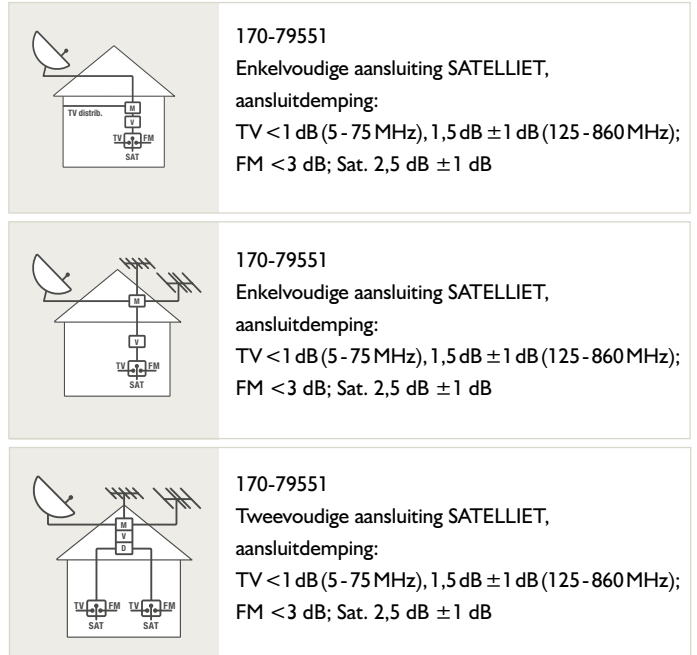 170-79551
Enkelvoudige aansluiting SATELLIET,
aansluitdemping:
TV <1 dB (5 - 75 MHz), 1,5 dB ±1 dB (125 - 860 MHz);
FM <3 dB; Sat. 2,5 dB ±1 dB
TV distrib.
M
V
TV FM
SAT
170-79551
Enkelvoudige aansluiting SATELLIET,
aansluitdemping:
TV <1 dB (5 - 75 MHz), 1,5 dB ±1 dB (125 - 860 MHz);
FM <3 dB; Sat. 2,5 dB ±1 dB
M
V
TV FM
SAT
170-79551
Tweevoudige aansluiting SATELLIET,
aansluitdemping:
TV <1 dB (5 - 75 MHz), 1,5 dB ±1 dB (125 - 860 MHz);
FM <3 dB; Sat. 2,5 dB ±1 dB
M
V
D
TV FM TV FM
SAT SAT